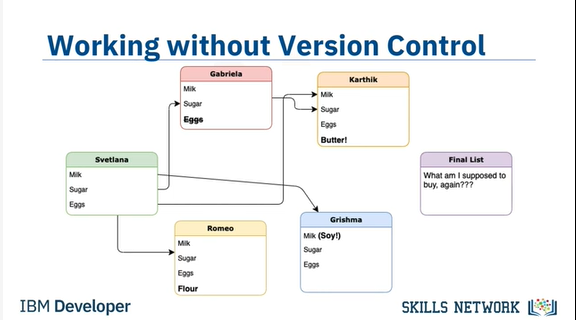 Working without Version Control
Gabriela
Milk
Sugar
Eggs
Karthik
Milk
Sugar
Eggs
Butter!
Svetlana
Milk
Sugar
Eggs
Final List
What am I supposed to
buy, again???
Romeo
Milk
Sugar
Eggs
Flour
Grishma
Milk (Soy!)
Sugar
Eggs
IBM Developer
SKILLS NETWORK